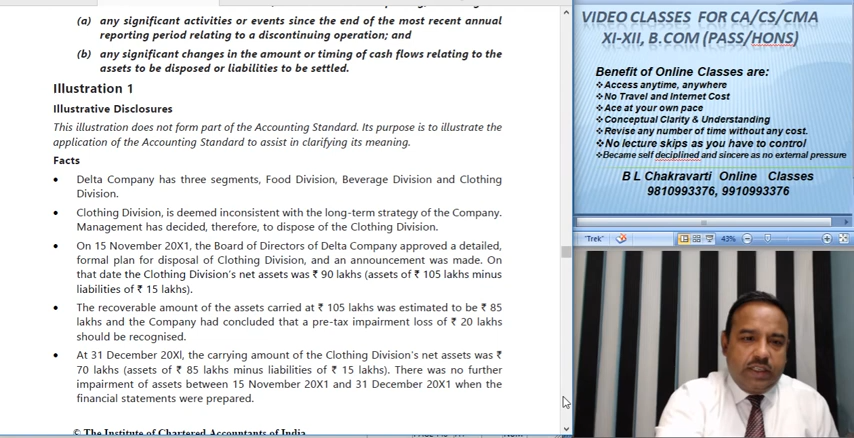 (a) any significant activities or events since the end of the most recent annual
reporting period relating to a discontinuing operation; and
(b) any significant changes in the amount or timing of cash flows relating to the
assets to be disposed or liabilities to be settled.
Illustration 1
Illustrative Disclosures
This illustration does not form part of the Accounting Standard. Its purpose is to illustrate the
application of the Accounting Standard to assist in clarifying its meaning.
Facts
• Delta Company has three segments, Food Division, Beverage Division and Clothing
Division.
• Clothing Division, is deemed inconsistent with the long-term strategy of the Company.
Management has decided, therefore, to dispose of the Clothing Division.
• On 15 November 20X1, the Board of Directors of Delta Company approved a detailed,
formal plan for disposal of Clothing Division, and an announcement was made. On
that date the Clothing Division's net assets was ₹ 90 lakhs (assets of ₹ 105 lakhs minus
liabilities of ₹ 15 lakhs).
• The recoverable amount of the assets carried at ₹ 105 lakhs was estimated to be ₹ 85
lakhs and the Company had concluded that a pre-tax impairment loss of ₹ 20 lakhs
should be recognised.
• At 31 December 20Xl, the carrying amount of the Clothing Division's net assets was ₹
70 lakhs (assets of ₹ 85 lakhs minus liabilities of ₹ 15 lakhs). There was no further
impairment of assets between 15 November 20X1 and 31 December 20X1 when the
financial statements were prepared.
© The Institute of Chartered Accountants of India
VIDEO CLASSES FOR CA/CS/CMA
XI-XII, B.COM (PASS/HONS)
Benefit of Online Classes are:
❖Access anytime, anywhere
❖No Travel and Internet Cost
❖Ace at your own pace
❖Conceptual Clarity & Understanding
❖Revise any number of time without any cost.
❖No lecture skips as you have to control
❖Became self deciplined and sincere as no external pressure
B L Chakravarti Online Classes
9810993376, 9910993376
"Trek"
43%